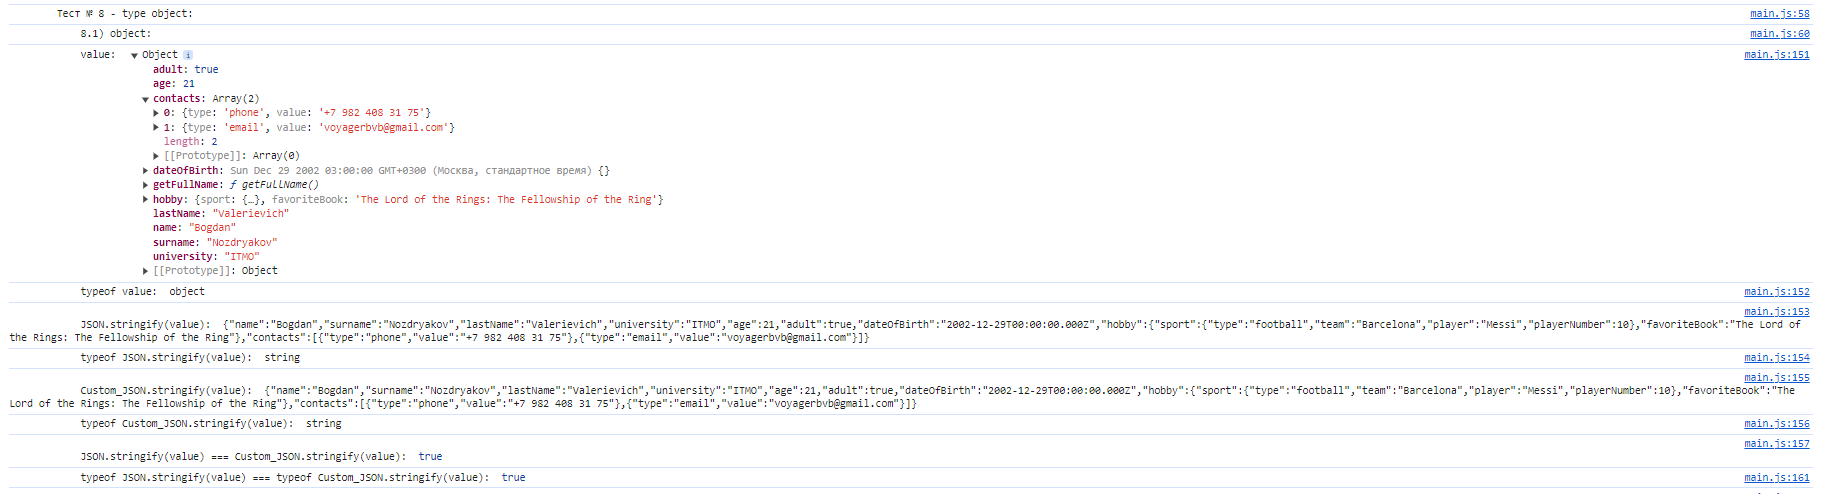 Тест № 8 - type object: main.js:58
8.1) object: main.js:60
value: ▼ Object i main.js:151
adult: true
age: 21
▼ contacts: Array(2)
▶ 0: {type: 'phone', value: '+7 982 408 31 75'}
▶ 1: {type: 'email', value: 'voyagerbvb@gmail.com'}
length: 2
▶ [[Prototype]]: Array(0)
▶ dateOfBirth: Sun Dec 29 2002 03:00:00 GMT+0300 (Москва, стандартное время) {}
▶ getFullName: ƒ getFullName()
▶ hobby: {sport: {…}, favoriteBook: 'The Lord of the Rings: The Fellowship of the Ring'}
lastName: "Valerievich"
name: "Bogdan"
surname: "Nozdryakov"
university: "ITMO"
▶ [[Prototype]]: Object
typeof value: object main.js:152
main.js:153
JSON.stringify(value): {"name":"Bogdan","surname":"Nozdryakov","lastName":"Valerievich","university":"ITMO","age":21,"adult":true,"dateOfBirth":"2002-12-29T00:00:00.000Z","hobby":{"sport":{"type":"football","team":"Barcelona","player":"Messi","playerNumber":10},"favoriteBook":"The Lord of
the Rings: The Fellowship of the Ring"},"contacts":[{"type":"phone","value":"+7 982 408 31 75"},{"type":"email","value":"voyagerbvb@gmail.com"}]}
typeof JSON.stringify(value): string main.js:154
main.js:155
Custom_JSON.stringify(value): {"name":"Bogdan","surname":"Nozdryakov","lastName":"Valerievich","university":"ITMO","age":21,"adult":true,"dateOfBirth":"2002-12-29T00:00:00.000Z","hobby":{"sport":{"type":"football","team":"Barcelona","player":"Messi","playerNumber":10},"favoriteBook":"The
Lord of the Rings: The Fellowship of the Ring"},"contacts":[{"type":"phone","value":"+7 982 408 31 75"},{"type":"email","value":"voyagerbvb@gmail.com"}]}
typeof Custom_JSON.stringify(value): string main.js:156
main.js:157
JSON.stringify(value) === Custom_JSON.stringify(value): true
typeof JSON.stringify(value) === typeof Custom_JSON.stringify(value): true main.js:161